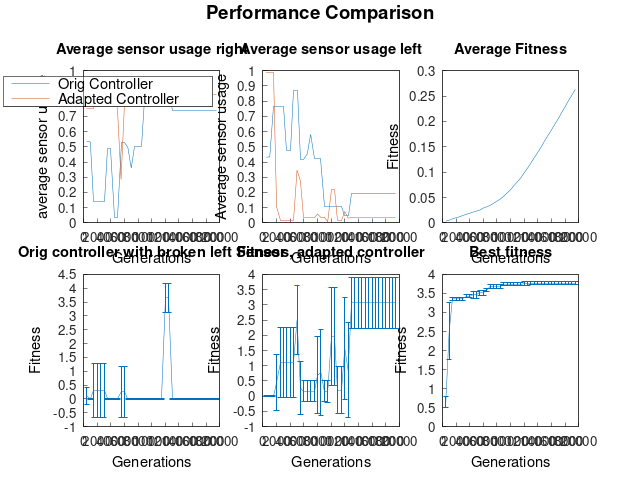 Performance Comparison
Average sensor usage right
Average sensor usage left
Average Fitness
Orig Controller
Adapted Controller
average sensor u
1
0.7
0.6
0.5
0.4
0.3
0.2
0.1
0
Average sensor usage
1
0.9
0.8
0.7
0.6
0.5
0.4
0.3
0.2
0.1
0
Generations
Fitness
0.3
0.25
0.2
0.15
0.1
0.05
0
Generations
Orig controller with broken left
Fitness, adapted controller
Best fitness
Fitness
4.5
4
3.5
3
2.5
2
1.5
1
0.5
0
-0.5
-1
Generations
Fitness
4
3.5
3
2.5
2
1.5
1
0.5
0
-0.5
-1
Generations
Fitness
4
3.5
3
2.5
2
1.5
1
0.5
0
Generations